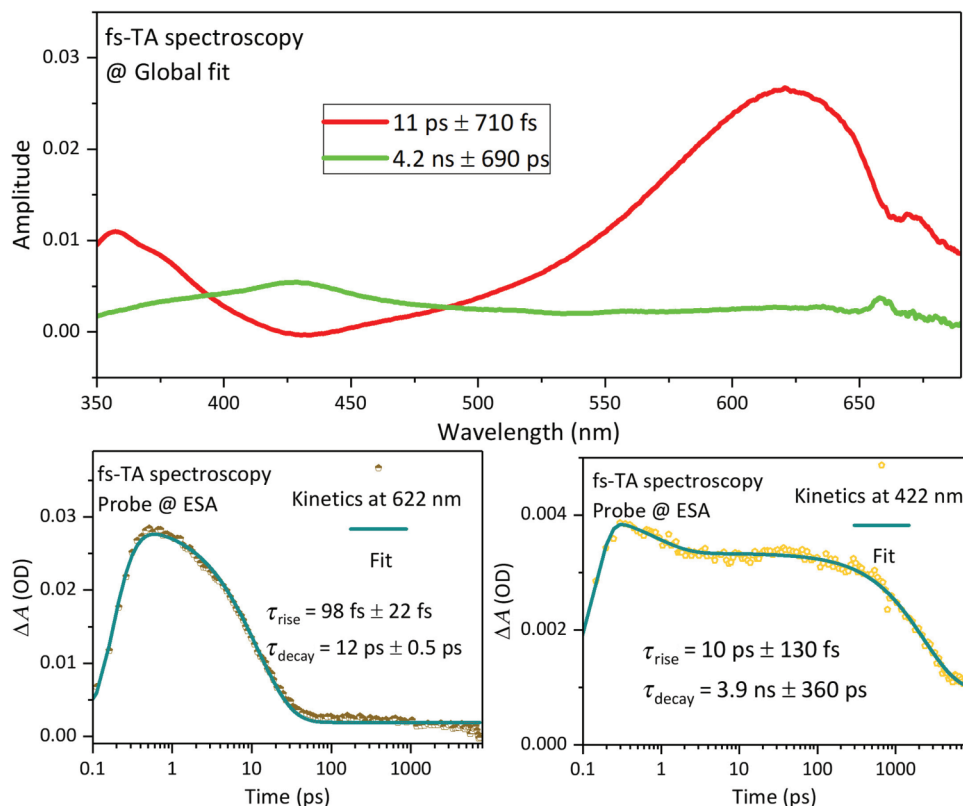 fs-TA spectroscopy
@ Global fit
11 ps ± 710 fs
4.2 ns ± 690 ps
Amplitude
0.03
0.02
0.01
0.00
350 400 450 500 550 600 650
Wavelength (nm)
fs-TA spectroscopy
Probe @ ESA
Kinetics at 622 nm
Fit
τrise = 98 fs ± 22 fs
τdecay = 12 ps ± 0.5 ps
ΔA (OD)
0.03
0.02
0.01
0.00
0.1 1 10 100 1000
Time (ps)
fs-TA spectroscopy
Probe @ ESA
Kinetics at 422 nm
Fit
τrise = 10 ps ± 130 fs
τdecay = 3.9 ns ± 360 ps
ΔA (OD)
0.004
0.002
0.000
0.1 1 10 100 1000
Time (ps)